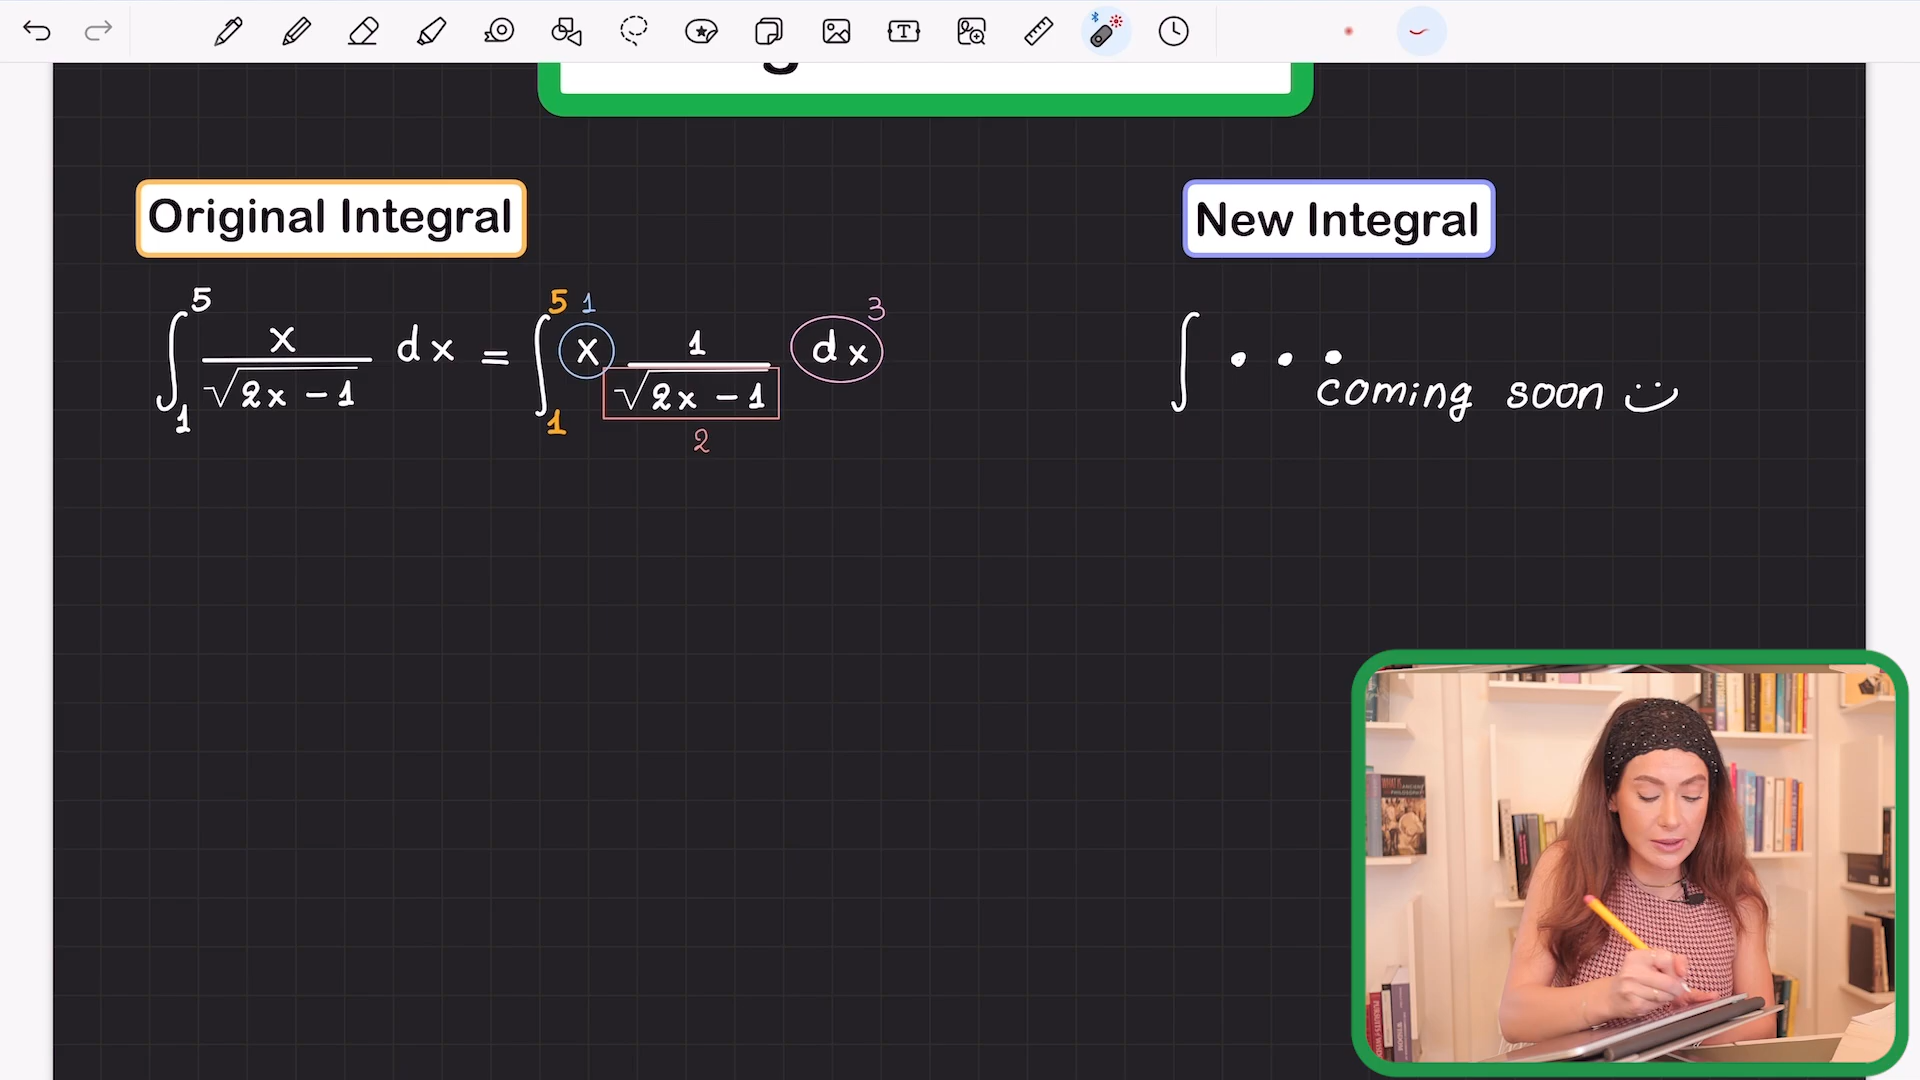 Original Integral
New Integral
∫₁⁵ x/√(2x − 1) dx = ∫₁⁵ x 1/√(2x − 1) dx
1
2
3
∫ • • •
coming soon